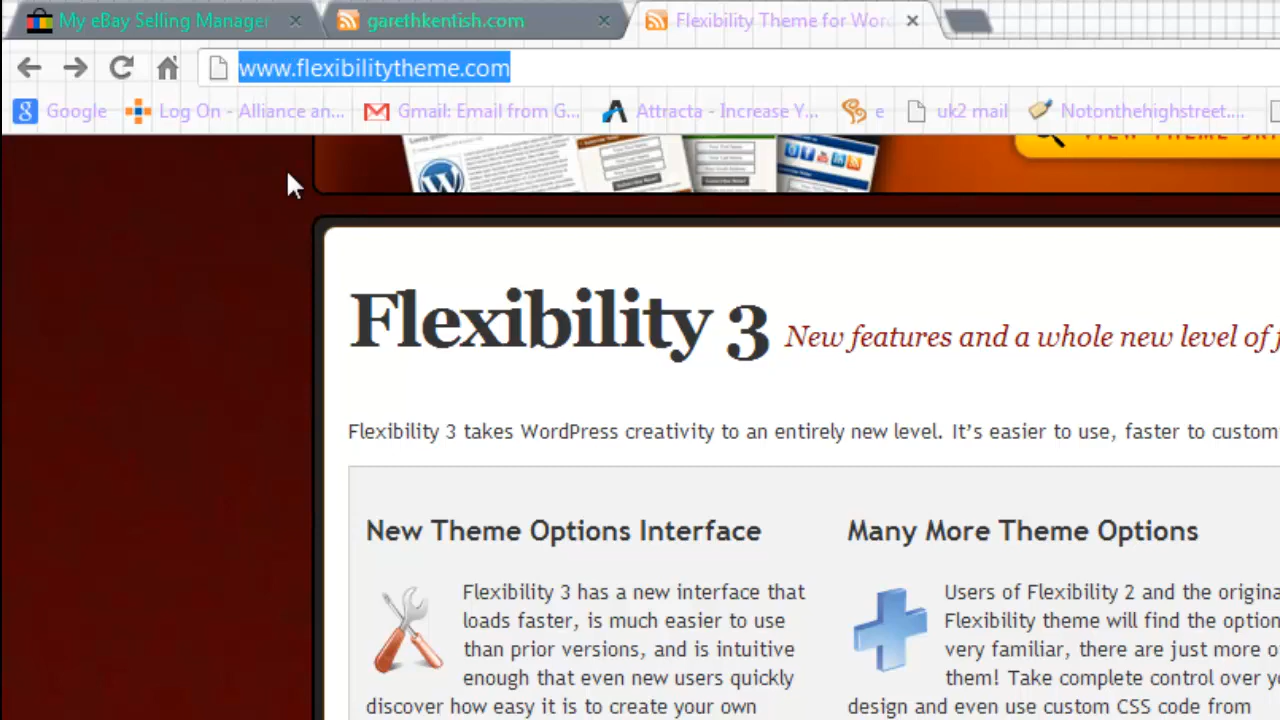 My eBay Selling Manager
garethkentish.com
Flexibility Theme for Wor
www.flexibilitytheme.com
Google
Log On - Alliance an...
Gmail: Email from G...
Attracta - Increase Y...
e
uk2 mail
Notonthehighstreet....
VIEW THEME
Flexibility 3 New features and a whole new level of f
Flexibility 3 takes WordPress creativity to an entirely new level. It’s easier to use, faster to custom
New Theme Options Interface
Flexibility 3 has a new interface that
loads faster, is much easier to use
than prior versions, and is intuitive
enough that even new users quickly
discover how easy it is to create your own
Many More Theme Options
Users of Flexibility 2 and the origina
Flexibility theme will find the option
very familiar, there are just more o
them! Take complete control over yo
design and even use custom CSS code from